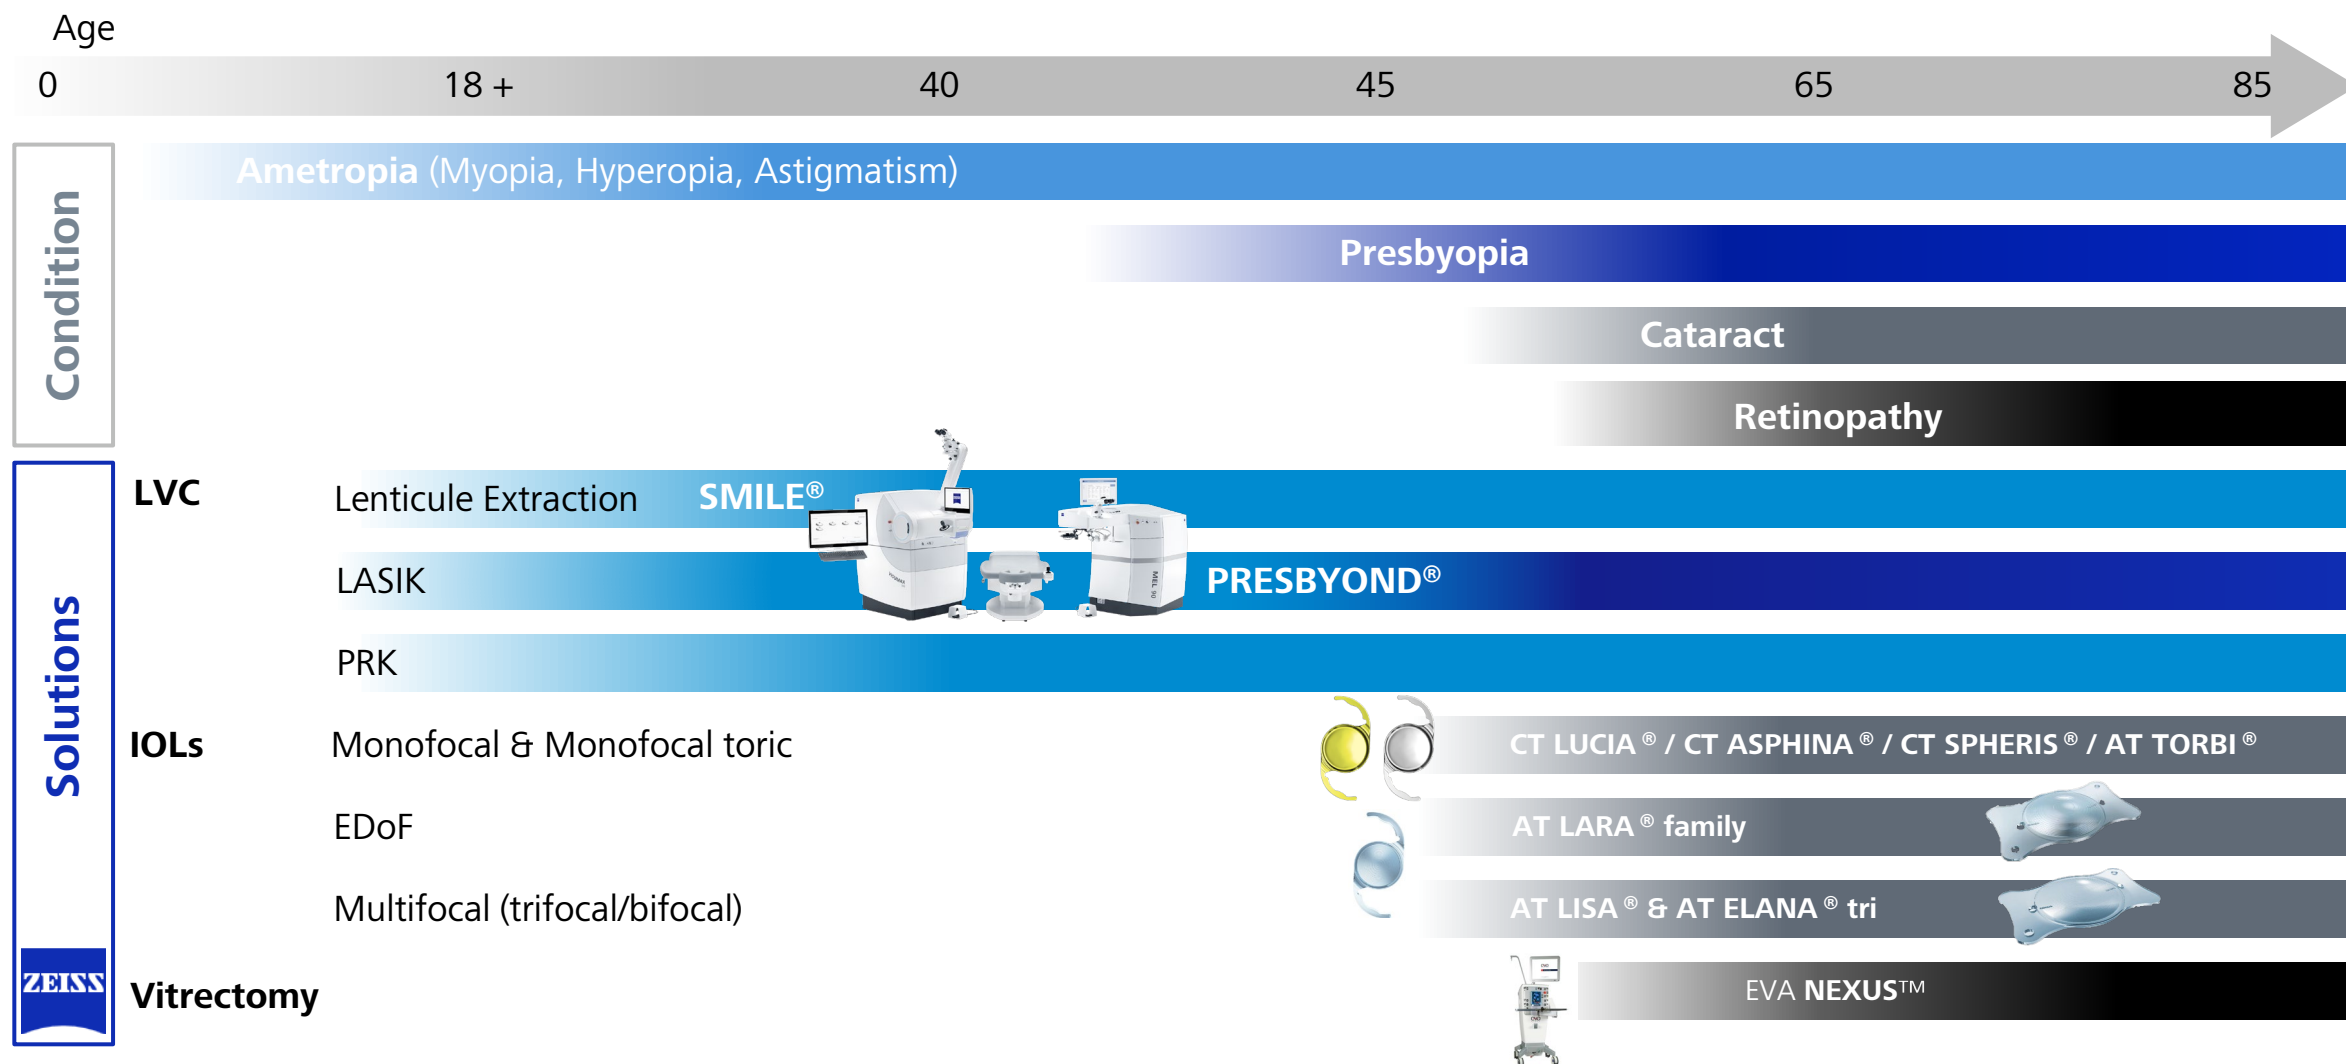 Age
0 18 + 40 45 65 85
Condition
Ametropia (Myopia, Hyperopia, Astigmatism)
Presbyopia
Cataract
Retinopathy
Solutions
LVC Lenticule Extraction SMILE®
LASIK PRESBYOND®
MEL 90
PRK
IOLs Monofocal & Monofocal toric CT LUCIA® / CT ASPHINA® / CT SPHERIS® / AT TORBI®
EDoF AT LARA® family
Multifocal (trifocal/bifocal) AT LISA® & AT ELANA® tri
ZEISS
Vitrectomy EVA NEXUS™